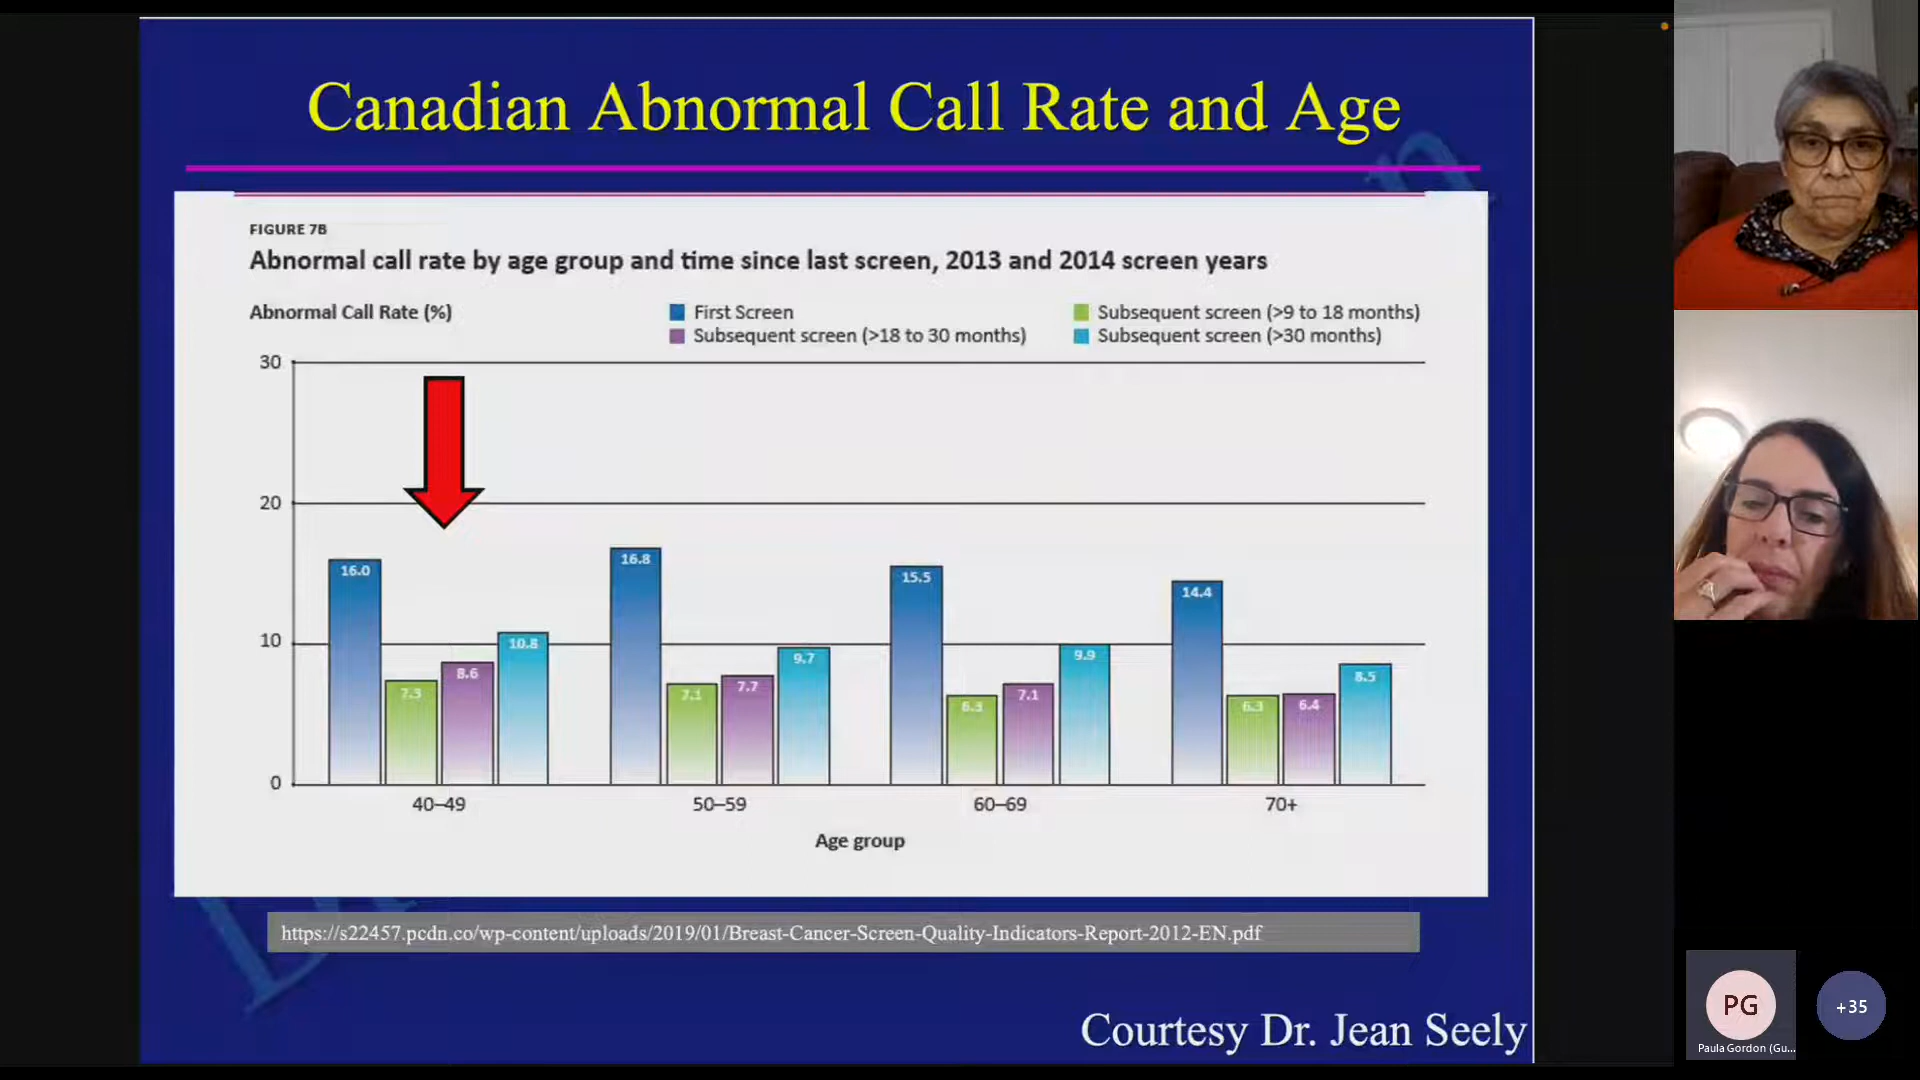 Canadian Abnormal Call Rate and Age
FIGURE 7B
Abnormal call rate by age group and time since last screen, 2013 and 2014 screen years
Abnormal Call Rate (%)
First Screen
Subsequent screen (>9 to 18 months)
Subsequent screen (>18 to 30 months)
Subsequent screen (>30 months)
30
20
10
0
16.0
7.3
8.6
10.8
16.8
7.1
7.7
9.7
15.5
6.3
7.1
9.9
14.4
6.3
6.4
8.5
40–49
50–59
60–69
70+
Age group
https://s22457.pcdn.co/wp-content/uploads/2019/01/Breast-Cancer-Screen-Quality-Indicators-Report-2012-EN.pdf
Courtesy Dr. Jean Seely
PG
Paula Gordon (Gu...
+35